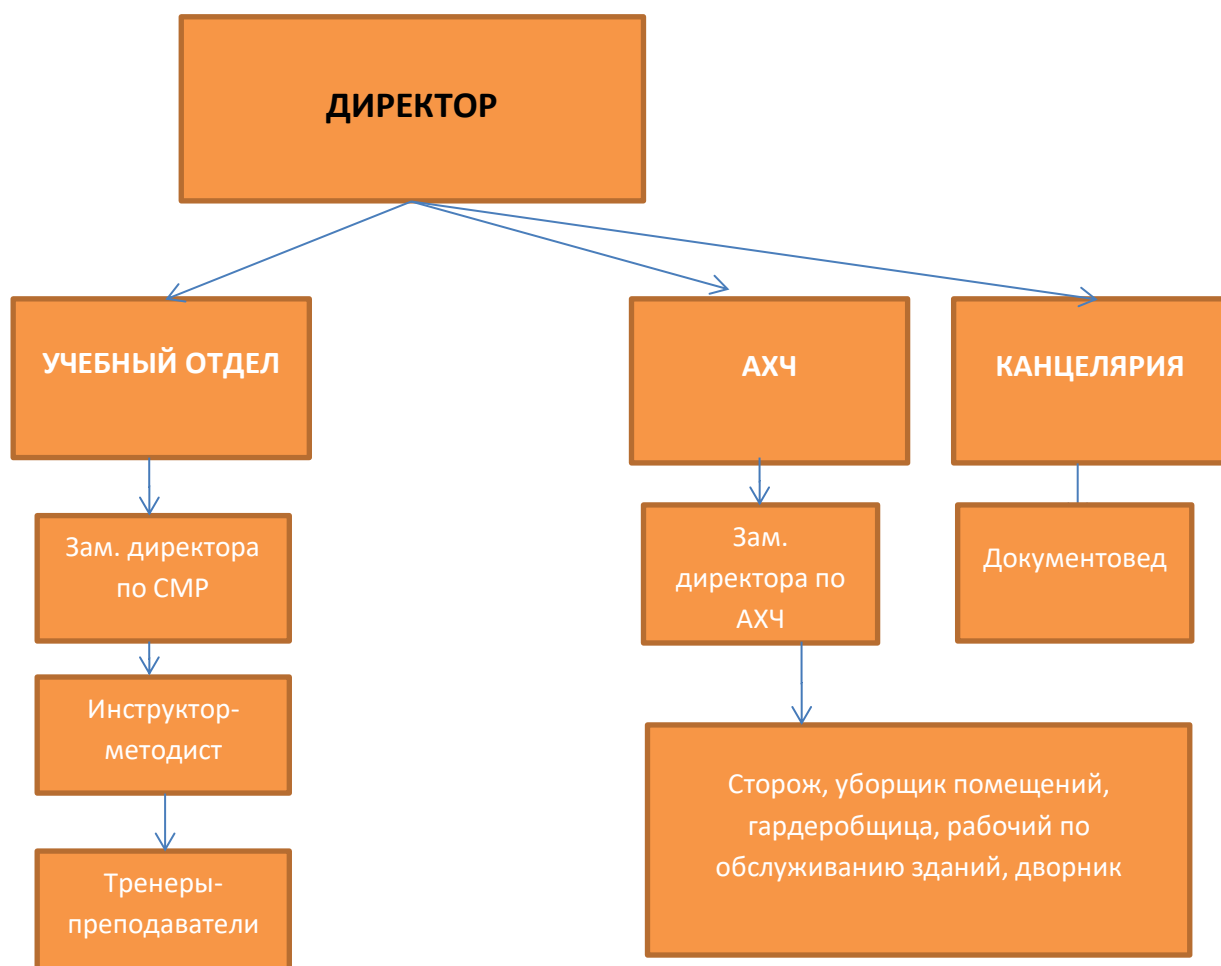 ДИРЕКТОР
УЧЕБНЫЙ ОТДЕЛ
АХЧ
КАНЦЕЛЯРИЯ
Зам. директора
по СМР
Зам.
директора по
АХЧ
Документовед
Инструктор-
методист
Сторож, уборщик помещений,
гардеробщица, рабочий по
обслуживанию зданий, дворник
Тренеры-
преподаватели